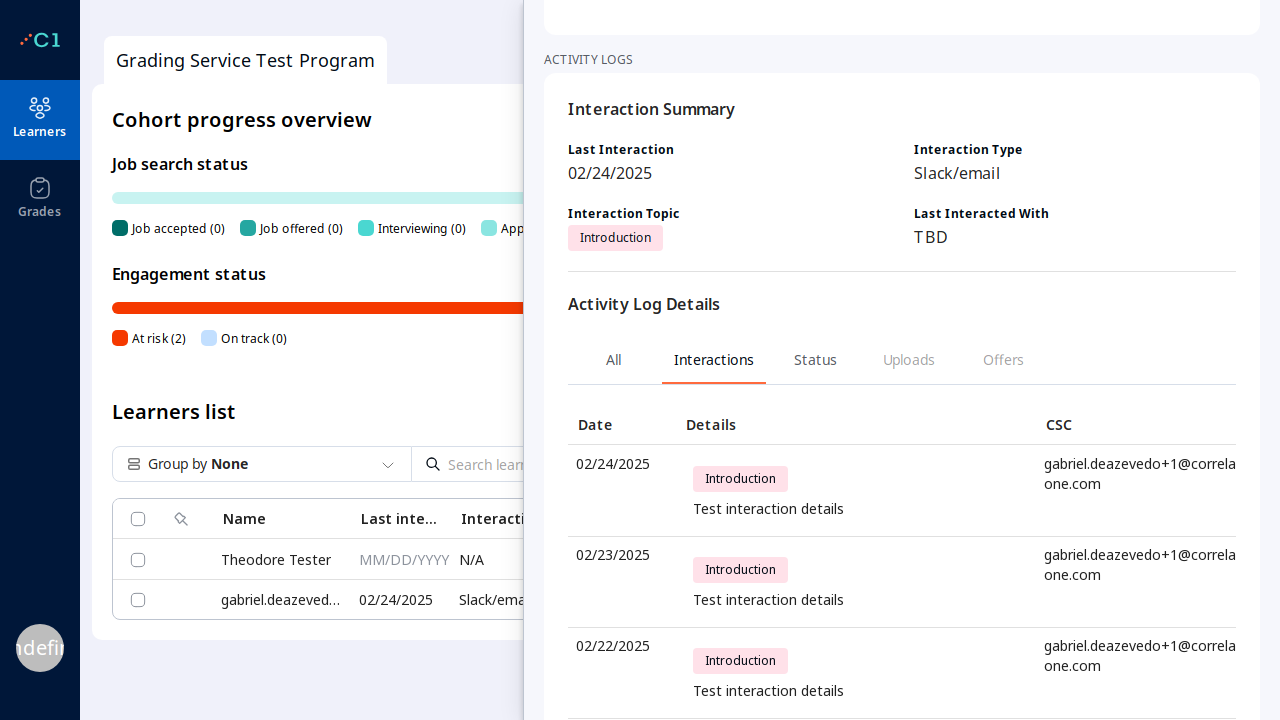 C1
Learners
Grades
ndefin
Grading Service Test Program
Cohort progress overview
Job search status
Job accepted (0) Job offered (0) Interviewing (0) App
Engagement status
At risk (2) On track (0)
Learners list
Group by None
Search learn
Name Last inte... Interacti
Theodore Tester MM/DD/YYYY N/A
gabriel.deazeved... 02/24/2025 Slack/ema
ACTIVITY LOGS
Interaction Summary
Last Interaction Interaction Type
02/24/2025 Slack/email
Interaction Topic Last Interacted With
Introduction TBD
Activity Log Details
All Interactions Status Uploads Offers
Date Details CSC
02/24/2025 Introduction gabriel.deazevedo+1@correla
one.com
Test interaction details
02/23/2025 Introduction gabriel.deazevedo+1@correla
one.com
Test interaction details
02/22/2025 Introduction gabriel.deazevedo+1@correla
one.com
Test interaction details